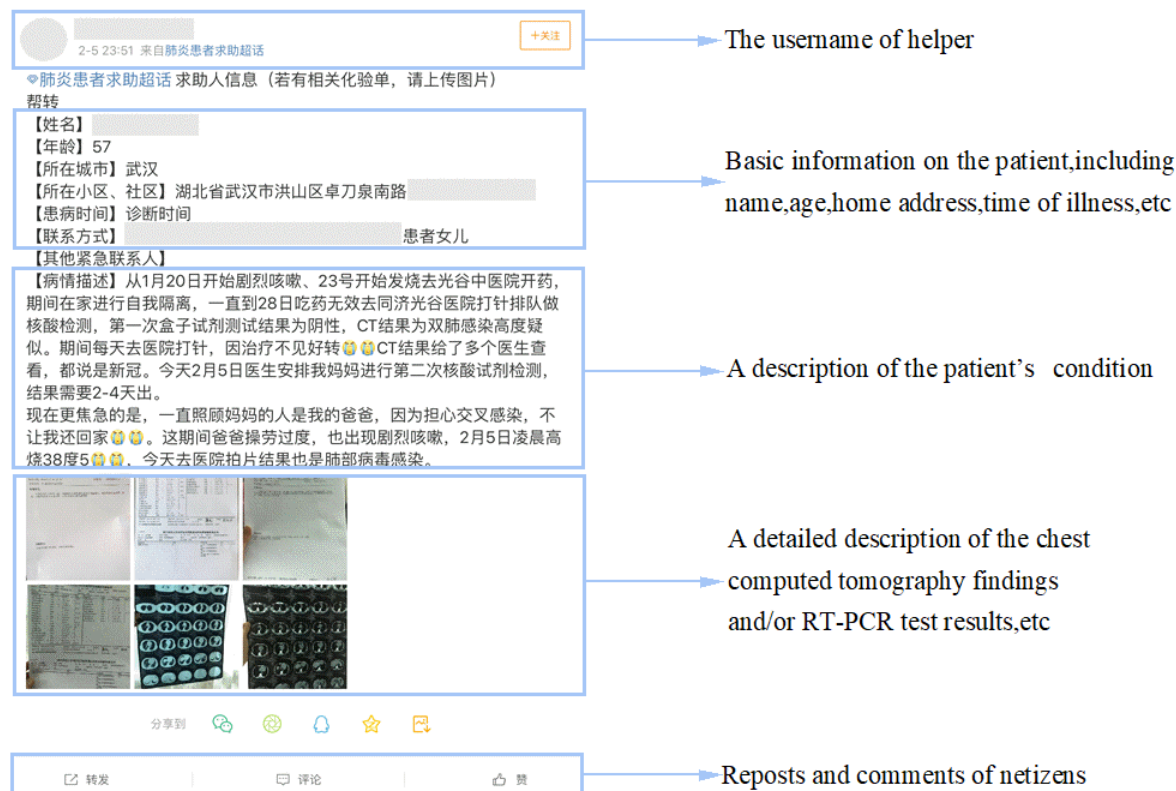 2-5 23:51 来自肺炎患者求助超话
+关注
The username of helper
肺炎患者求助超话 求助人信息（若有相关化验单，请上传图片）
帮转
【姓名】
【年龄】57
【所在城市】武汉
【所在小区、社区】湖北省武汉市洪山区卓刀泉南路
【患病时间】诊断时间
【联系方式】 患者女儿
Basic information on the patient,including
name,age,home address,time of illness,etc
【其他紧急联系人】
【病情描述】从1月20日开始剧烈咳嗽、23号开始发烧去光谷中医院开药，
期间在家进行自我隔离，一直到28日吃药无效去同济光谷医院打针排队做
核酸检测，第一次盒子试剂测试结果为阴性，CT结果为双肺感染高度疑
似。期间每天去医院打针，因治疗不见好转😭😭CT结果给了多个医生查
看，都说是新冠。今天2月5日医生安排我妈妈进行第二次核酸试剂检测，
结果需要2-4天出。
现在更焦急的是，一直照顾妈妈的人是我的爸爸，因为担心交叉感染，不
让我还回家😭😭。这期间爸爸操劳过度，也出现剧烈咳嗽，2月5日凌晨高
烧38度5😭😭，今天去医院拍片结果也是肺部病毒感染。
A description of the patient’s condition
A detailed description of the chest
computed tomography findings
and/or RT-PCR test results,etc
分享到
转发
评论
赞
Reposts and comments of netizens